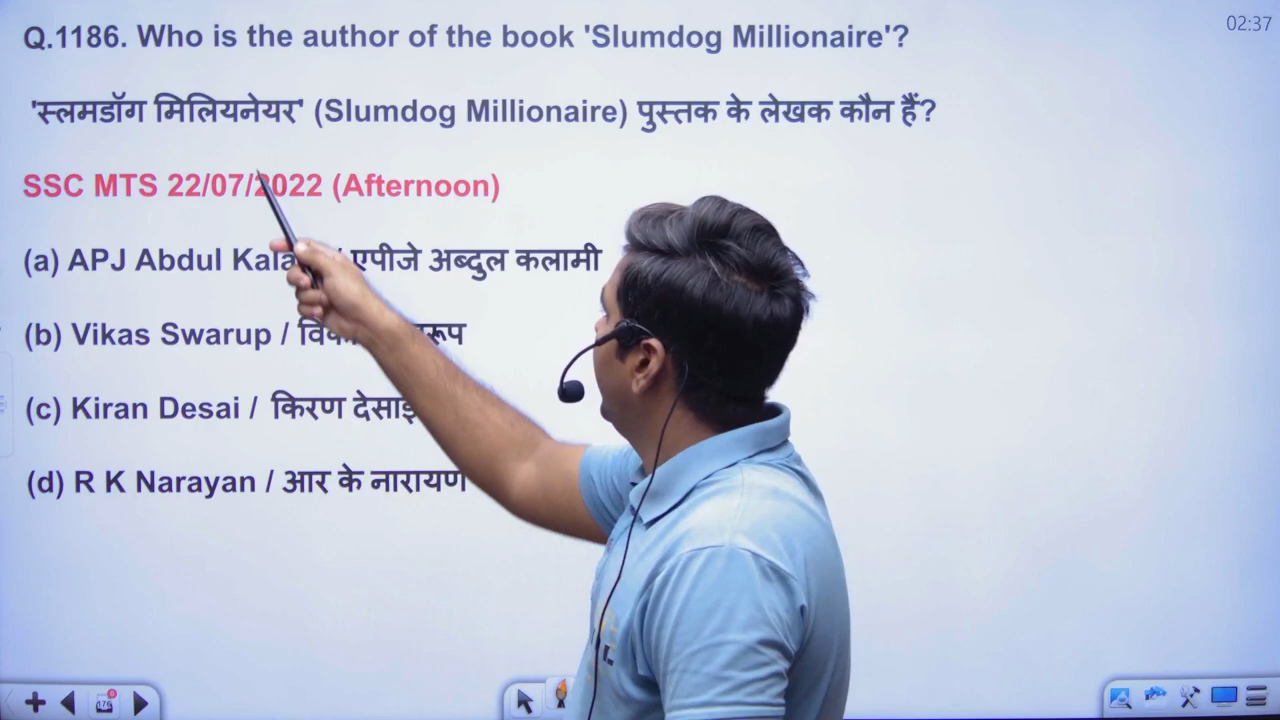 Q.1186. Who is the author of the book 'Slumdog Millionaire'?
02:37
'स्लमडॉग मिलियनेयर' (Slumdog Millionaire) पुस्तक के लेखक कौन हैं?
SSC MTS 22/07/2022 (Afternoon)
(a) APJ Abdul / एपीजे अब्दुल कलामी
(b) Vikas Swarup /
(c) Kiran Desai / किरण देसाई
(d) R K Narayan / आर के नारायण